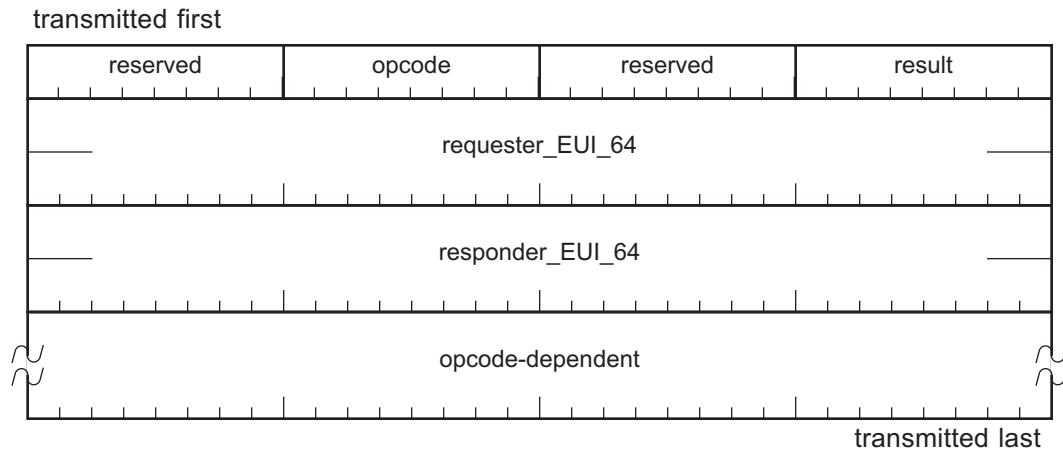 transmitted first
reserved opcode reserved result
requester_EUI_64
responder_EUI_64
opcode-dependent
transmitted last